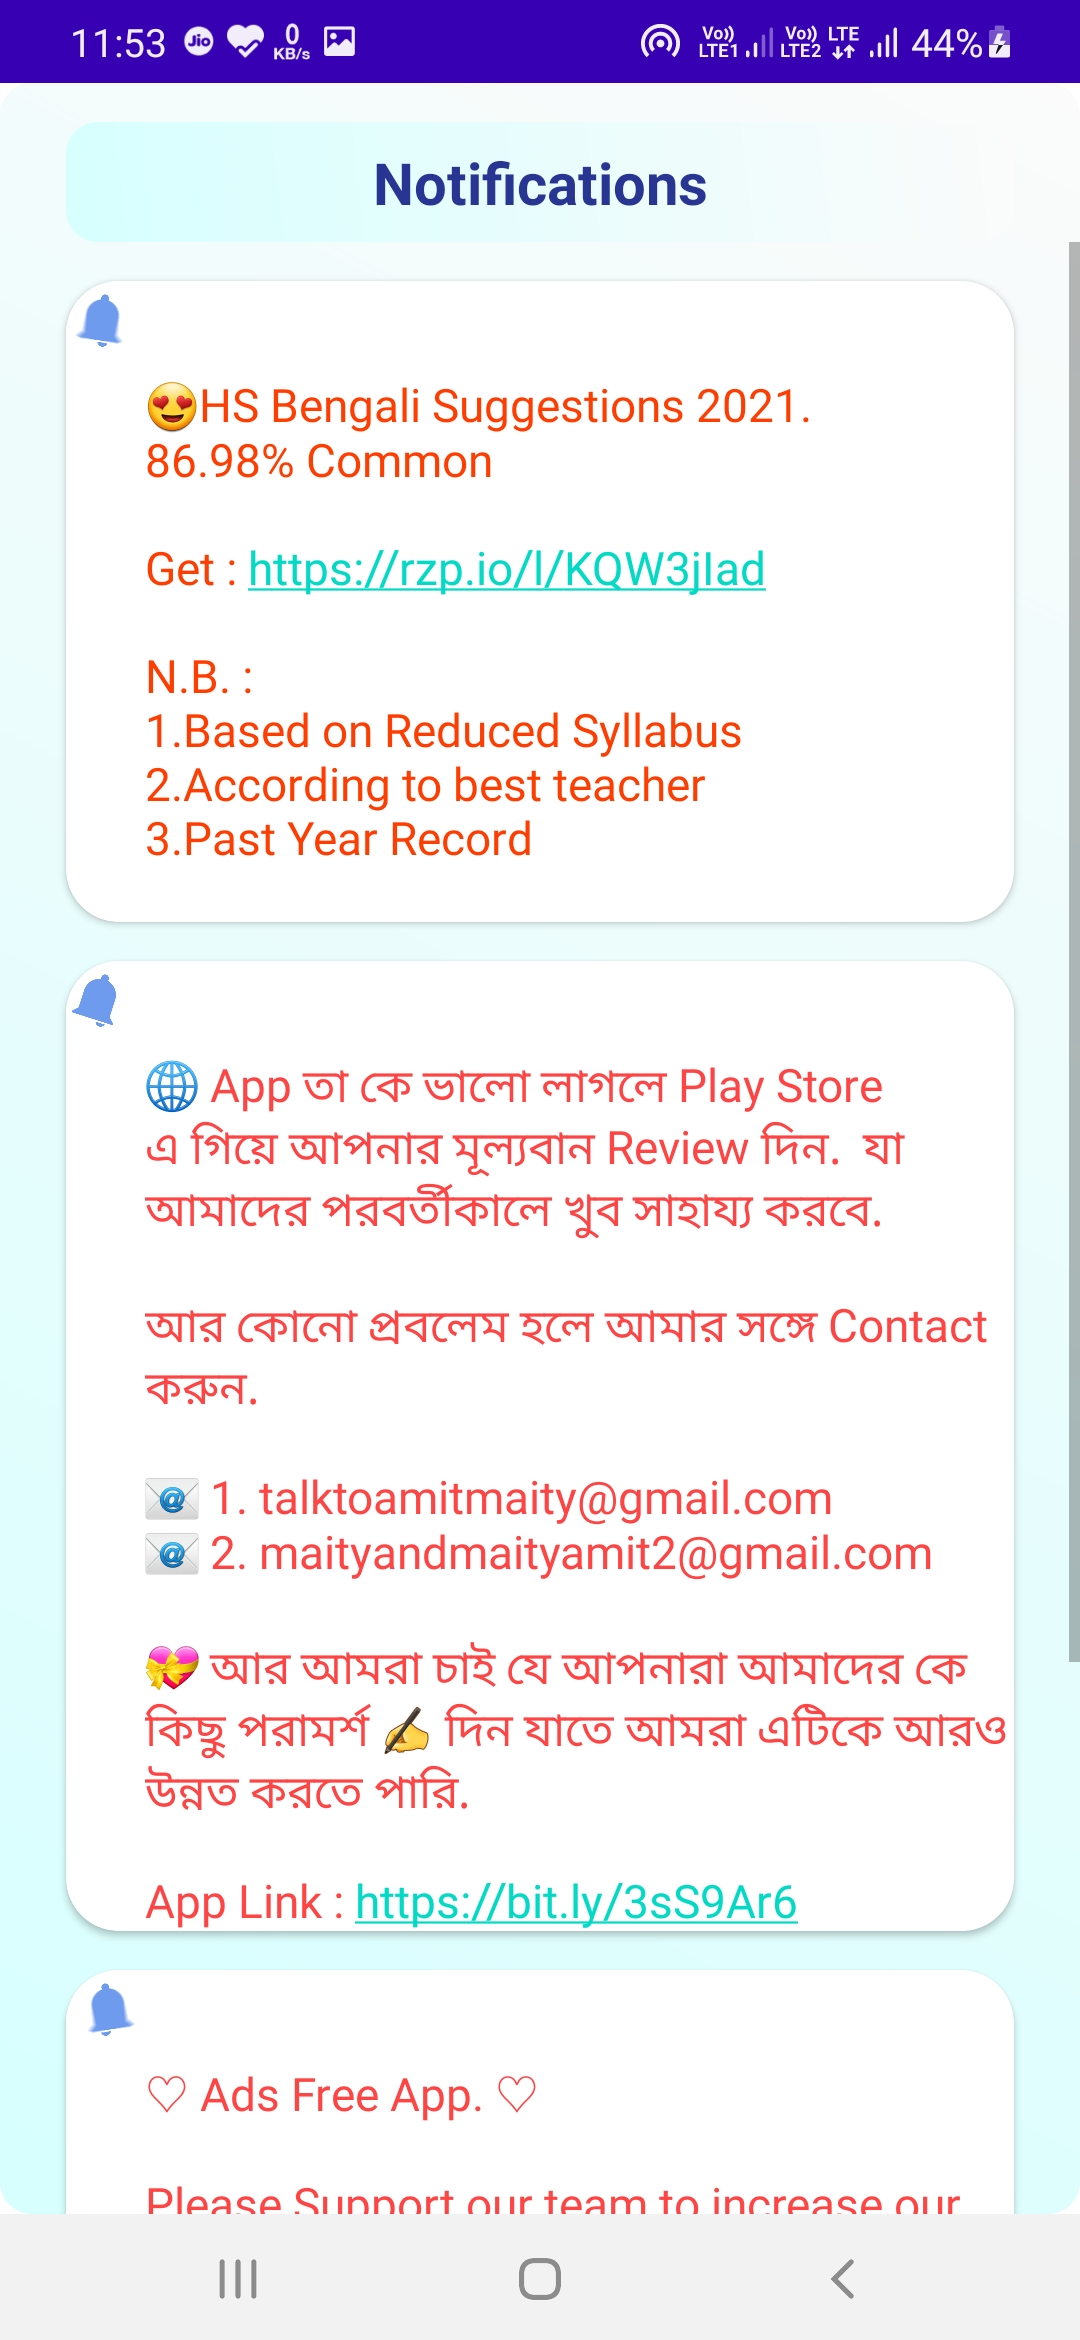 11:53 Jio 0 KB/s Vo)) LTE1 Vo)) LTE2 LTE 44%
Notifications
😍HS Bengali Suggestions 2021.
86.98% Common
Get : https://rzp.io/l/KQW3jIad
N.B. :
1.Based on Reduced Syllabus
2.According to best teacher
3.Past Year Record
🌐 App তা কে ভালো লাগলে Play Store
এ গিয়ে আপনার মূল্যবান Review দিন. যা
আমাদের পরবর্তীকালে খুব সাহায্য করবে.
আর কোনো প্রবলেম হলে আমার সঙ্গে Contact
করুন.
📧 1. talktoamitmaity@gmail.com
📧 2. maityandmaityamit2@gmail.com
💝 আর আমরা চাই যে আপনারা আমাদের কে
কিছু পরামর্শ ✍ দিন যাতে আমরা এটিকে আরও
উন্নত করতে পারি.
App Link : https://bit.ly/3sS9Ar6
♡ Ads Free App. ♡
Please Support our team to increase our